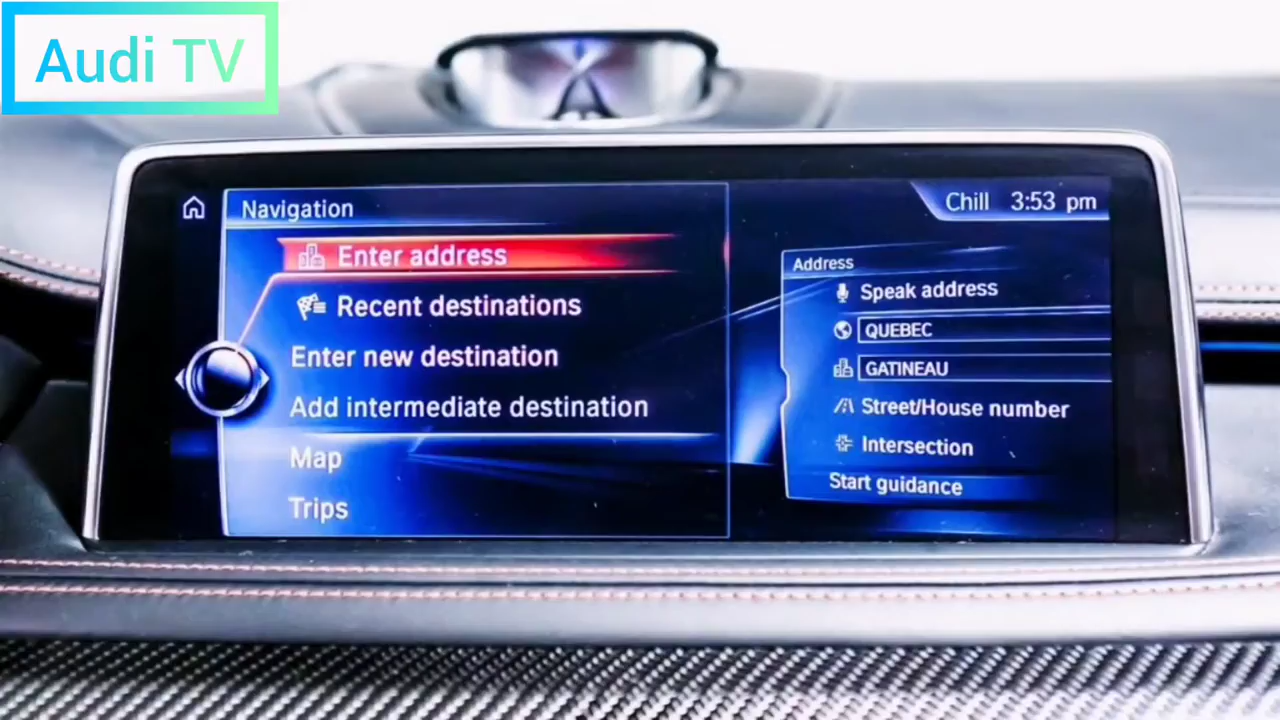 Audi TV
Navigation
Chill 3:53 pm
Enter address
Recent destinations
Enter new destination
Add intermediate destination
Map
Trips
Address
Speak address
QUEBEC
GATINEAU
Street/House number
Intersection
Start guidance